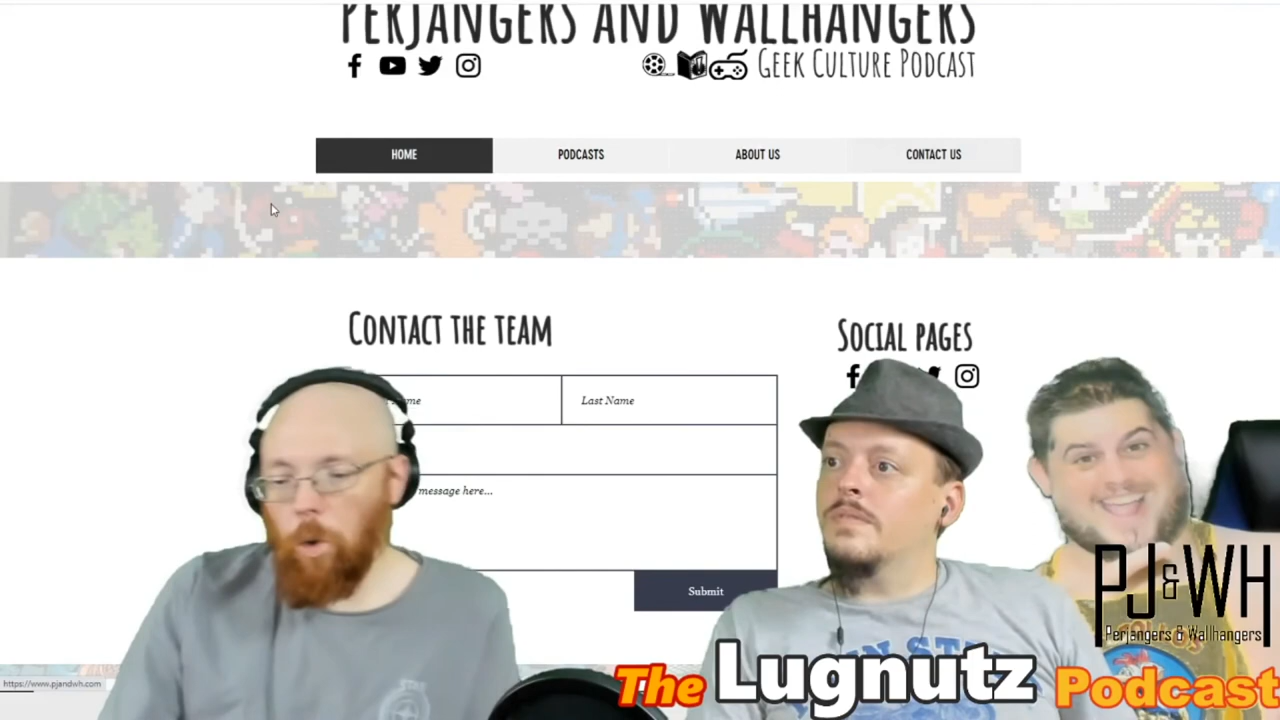 PERJANGERS AND WALLHANGERS
GEEK CULTURE PODCAST
HOME
PODCASTS
ABOUT US
CONTACT US
CONTACT THE TEAM
SOCIAL PAGES
Last Name
message here...
Submit
PJ&WH
Perjangers & Wallhangers
The Lugnutz Podcast
https://www.pjandwh.com